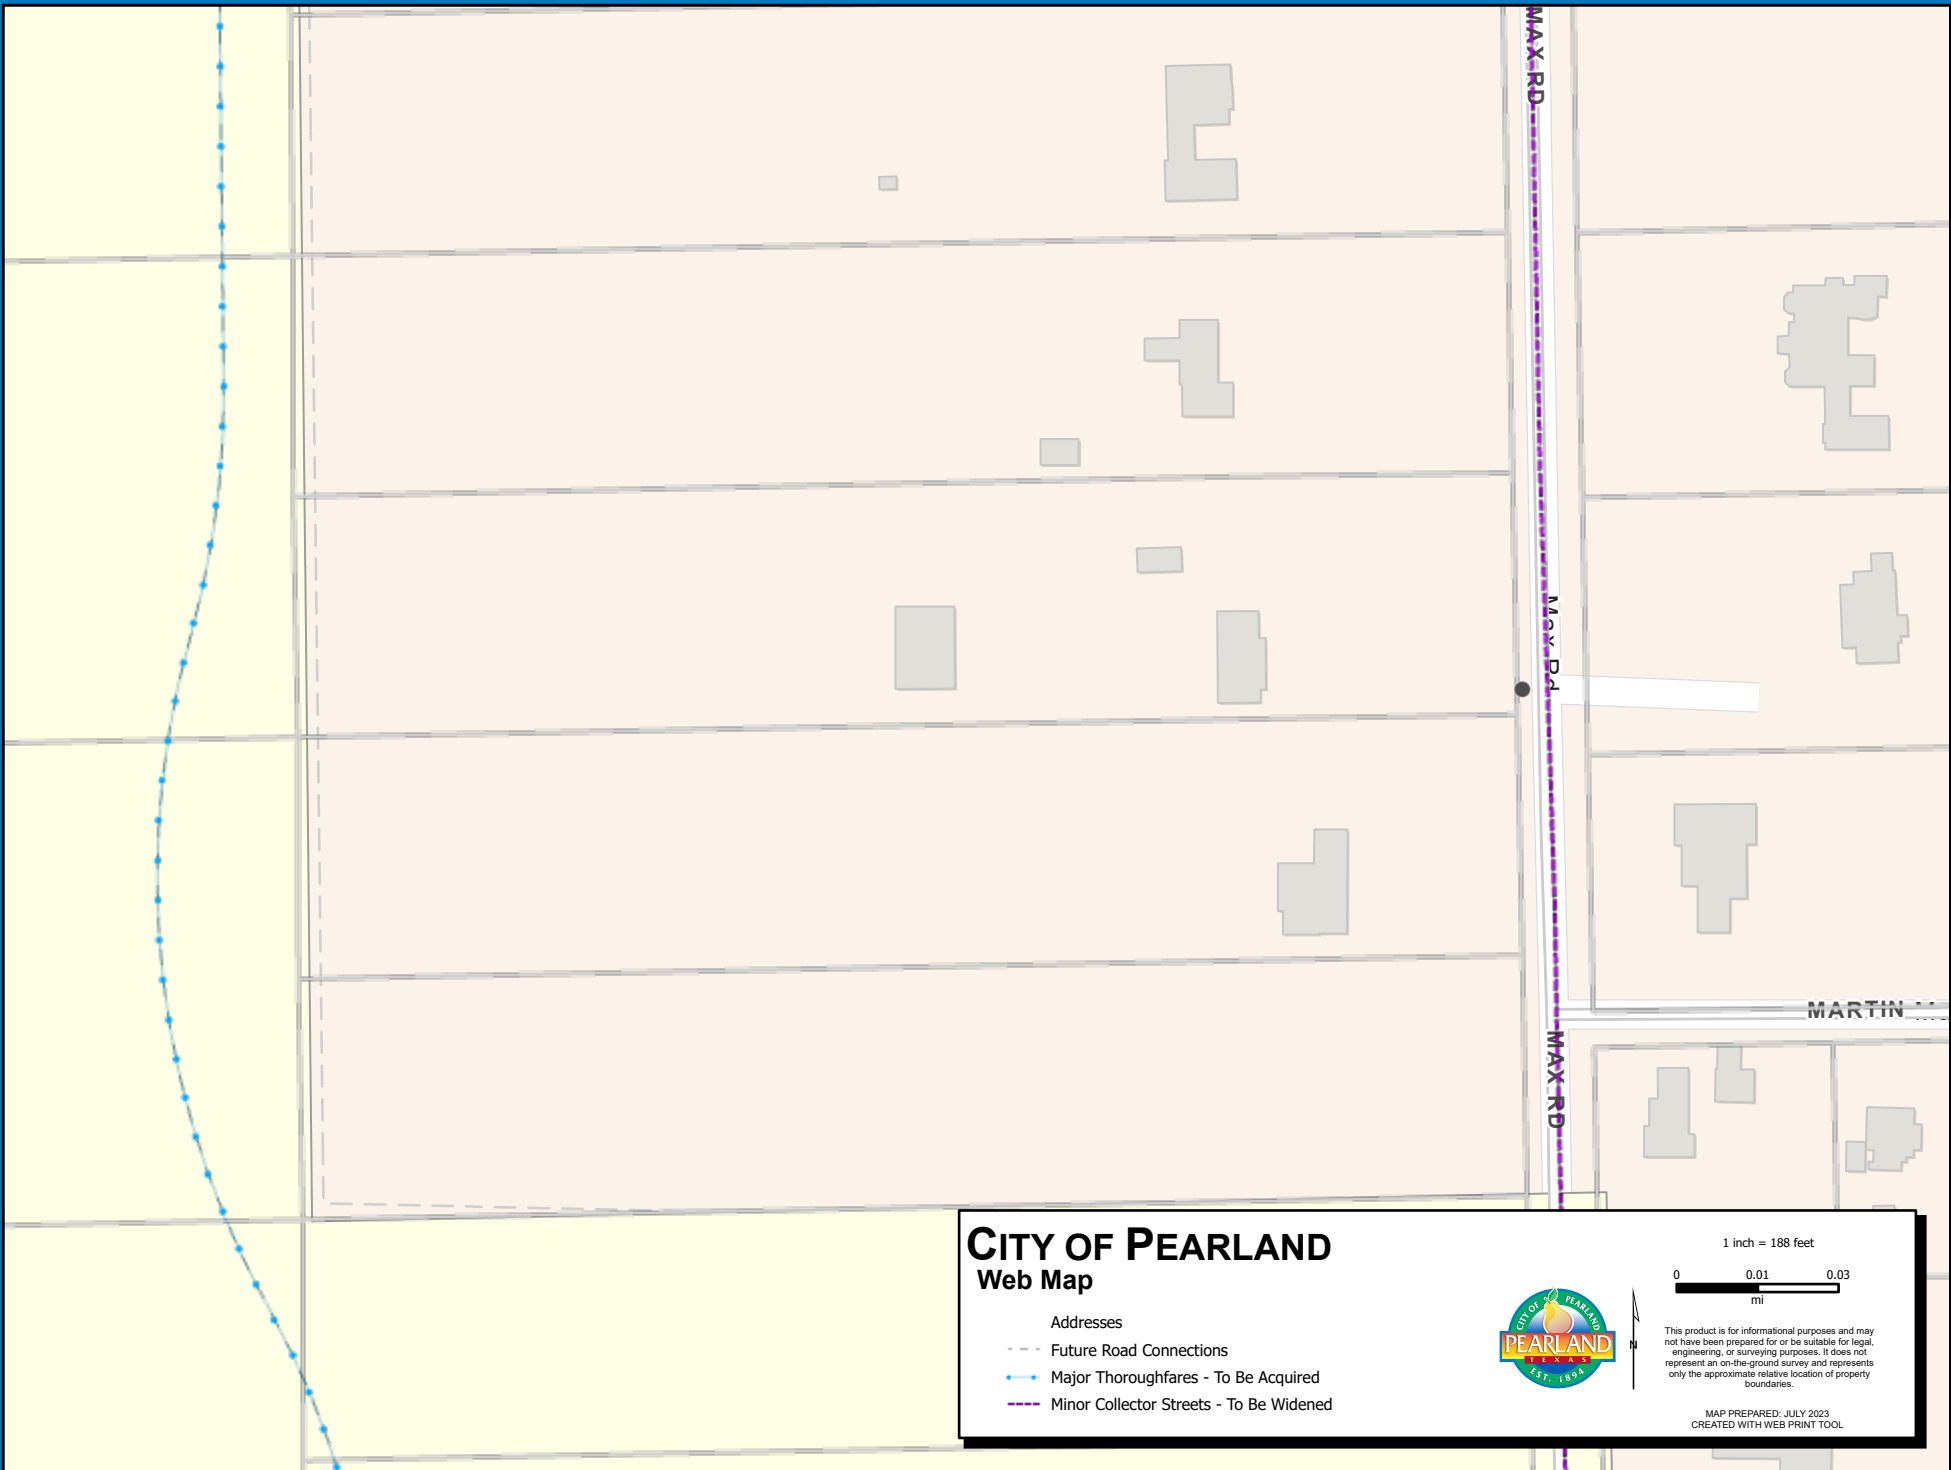 MAX RD
Max Rd
MARTIN
MAX RD
CITY OF PEARLAND
Web Map
Addresses
Future Road Connections
Major Thoroughfares - To Be Acquired
Minor Collector Streets - To Be Widened
CITY OF PEARLAND
PEARLAND
TEXAS
EST. 1894
N
1 inch = 188 feet
0 0.01 0.03
mi
This product is for informational purposes and may
not have been prepared for or be suitable for legal,
engineering, or surveying purposes. It does not
represent an on-the-ground survey and represents
only the approximate relative location of property
boundaries.
MAP PREPARED: JULY 2023
CREATED WITH WEB PRINT TOOL